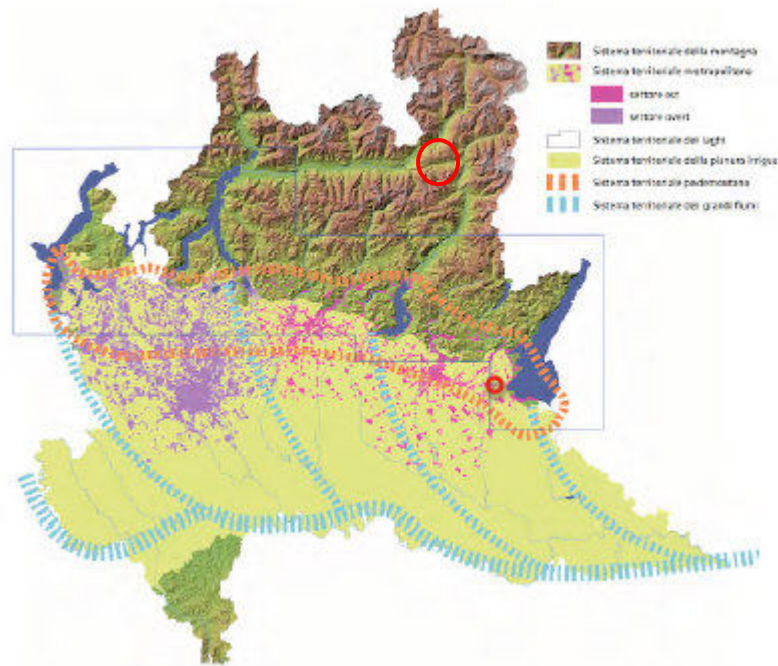 Sistema territoriale della montagna
Sistema territoriale metropolitano
settore est
settore ovest
Sistema territoriale dei laghi
Sistema territoriale della pianura irrigua
Sistema territoriale pedemontano
Sistema territoriale dei grandi fiumi